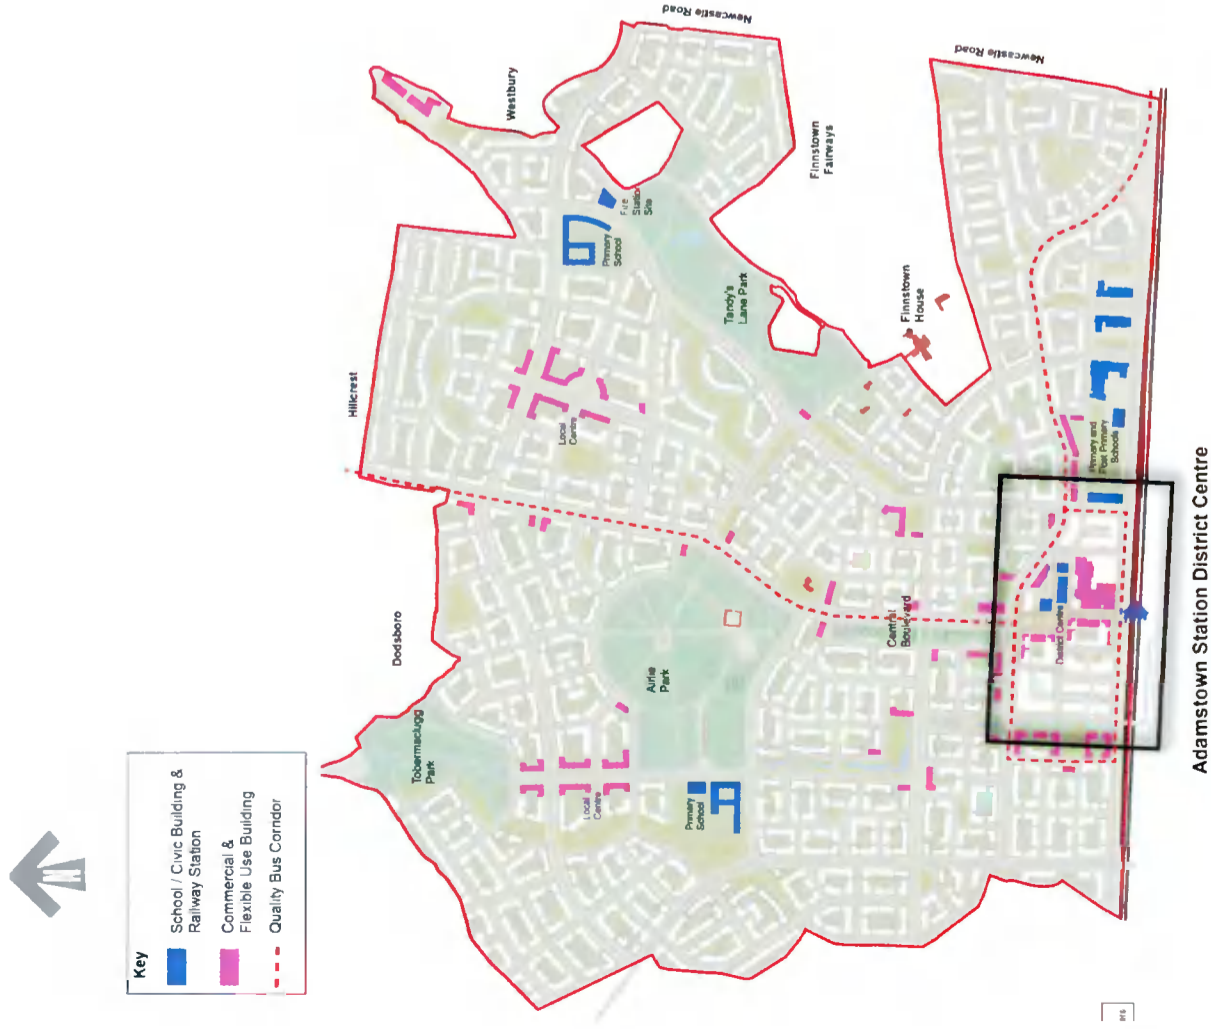 Key
School / Civic Building &
Railway Station
Commercial &
Flexible Use Building
Quality Bus Corridor
Newcastle Road
Newcastle Road
Westbury
Finnstown
Fairways
Fire
Station
Site
Primary
School
Hillcrest
Tandy's
Lane Park
Finnstown
House
Local
Centre
Dodsboro
Tobermaclugg
Park
Airlie
Park
Local
Centre
Primary
School
Central
Boulevard
Primary and
Post Primary
Schools
District Centre
Adamstown Station District Centre